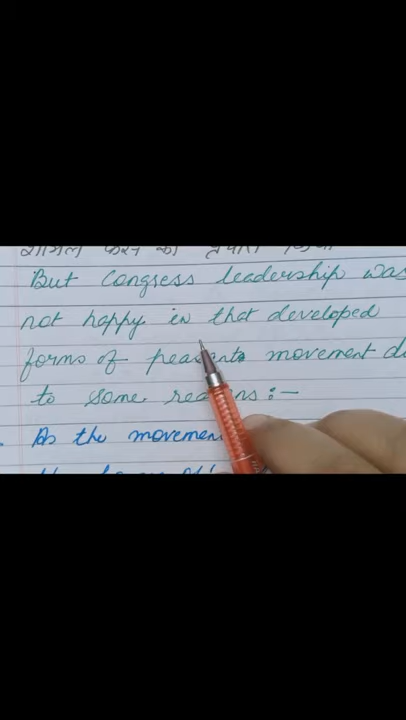 But Congress leadership was
not happy in that developed
forms of peasants movement
to some reasons :-
As the movement